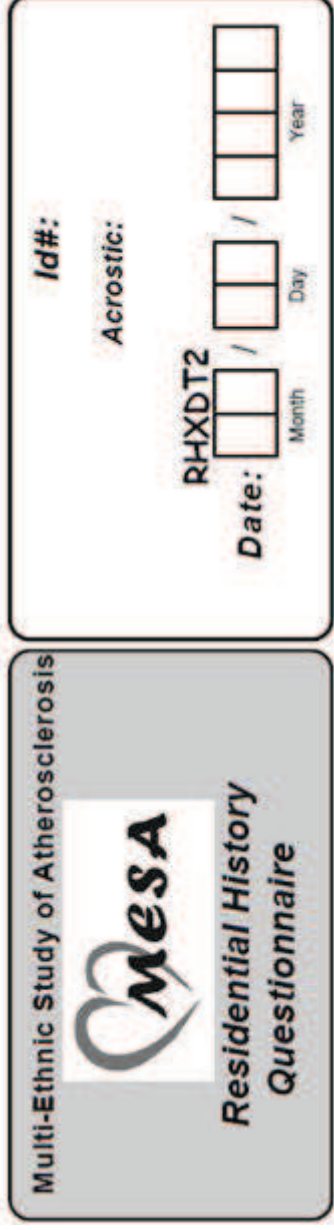 Multi-Ethnic Study of Atherosclerosis
MESA
Residential History
Questionnaire
Id#:
Acrostic:
RHXDT2
Date: / /
Month Day Year